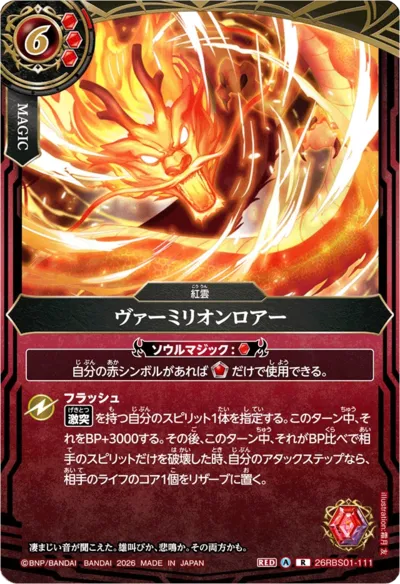 6
MAGIC
こううん
紅雲
ヴァーミリオンロアー
ソウルマジック:
自分の赤シンボルがあれば だけで使用できる。
フラッシュ
激突を持つ自分のスピリット1体を指定する。このターン中、そ
れをBP+3000する。その後、このターン中、それがBP比べで相
手のスピリットだけを破壊した時、自分のアタックステップなら、
相手のライフのコア1個をリザーブに置く。
凄まじい音が聞こえた。雄叫びか、悲鳴か。その両方かも。
illustration:霜月 友
©BNP/BANDAI BANDAI 2026 MADE IN JAPAN RED A R 26RBS01-111